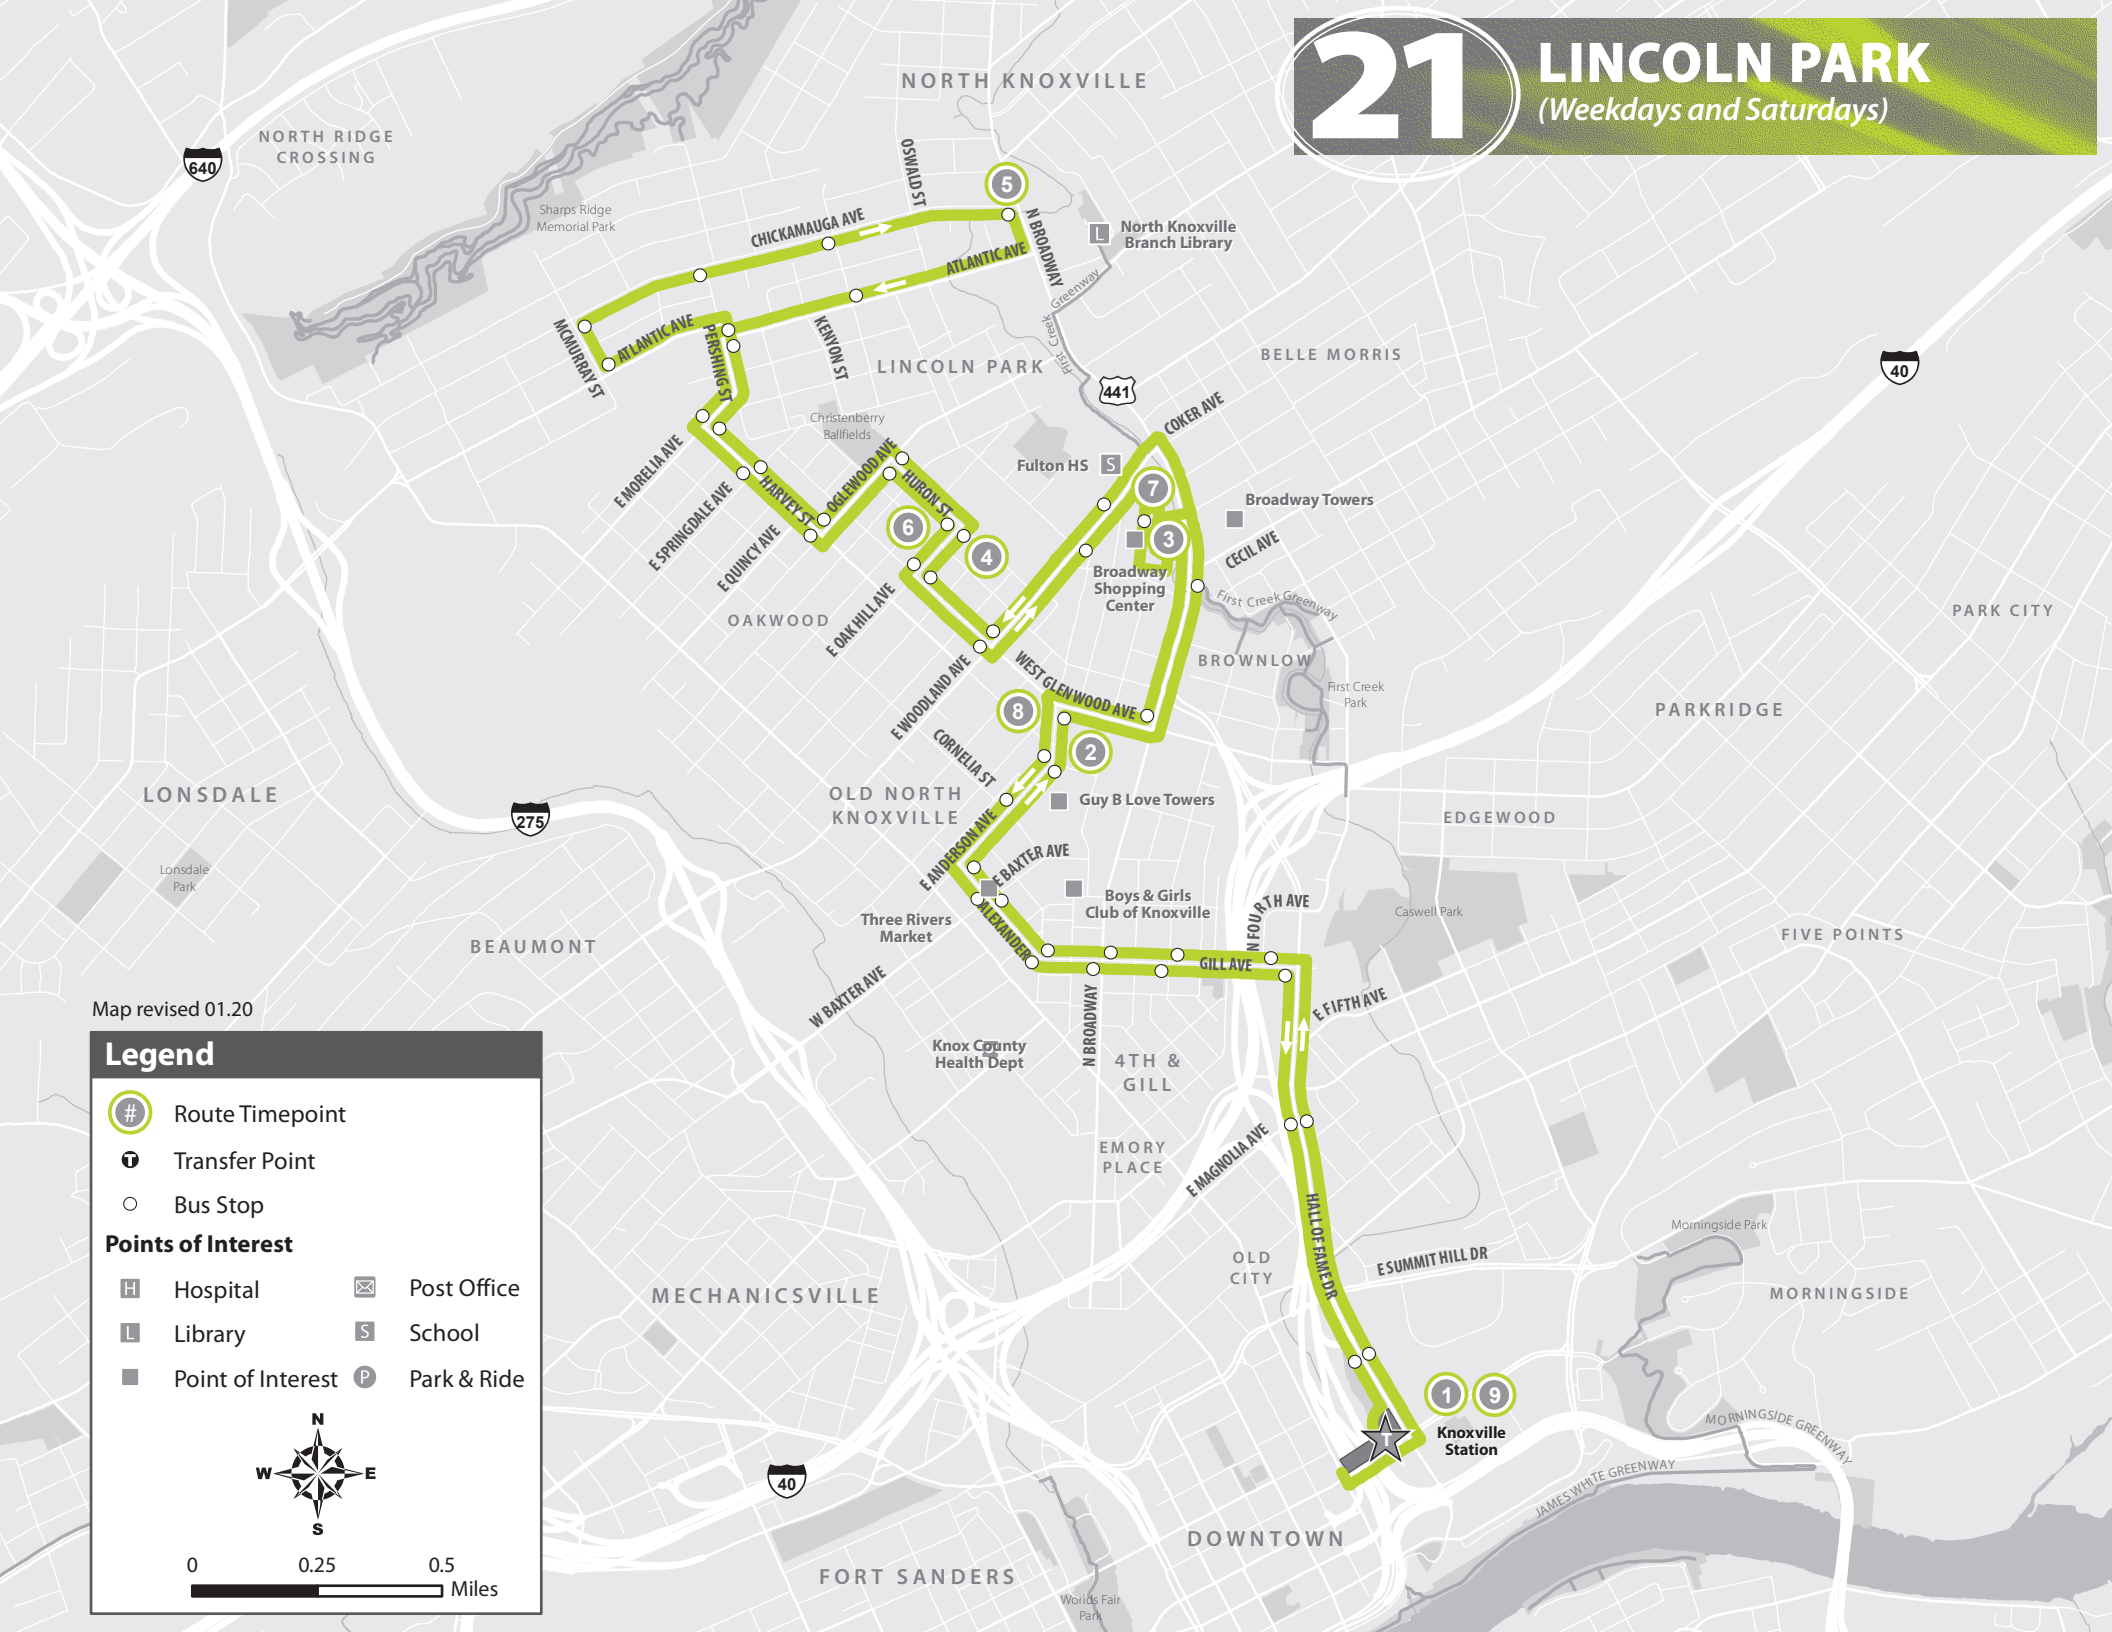 21
LINCOLN PARK
(Weekdays and Saturdays)
NORTH KNOXVILLE
NORTH RIDGE
CROSSING
640
OSWALD ST
5
Sharps Ridge
Memorial Park
CHICKAMAUGA AVE
N BROADWAY
L
North Knoxville
Branch Library
ATLANTIC AVE
Greenway
First Creek
MCMURRAY ST
ATLANTIC AVE
PERSHING ST
KENYON ST
LINCOLN PARK
BELLE MORRIS
40
441
COKER AVE
Christenberry
Ballfields
E MORELIA AVE
OGLEWOOD AVE
HURON ST
Fulton HS
S
7
Broadway Towers
E SPRINGDALE AVE
HARVEY ST
6
3
CECIL AVE
E QUINCY AVE
4
Broadway
Shopping
Center
First Creek Greenway
OAKWOOD
E OAK HILL AVE
PARK CITY
E WOODLAND AVE
WEST GLENWOOD AVE
BROWNLOW
First Creek
Park
8
PARKRIDGE
CORNELIA ST
2
LONSDALE
OLD NORTH
KNOXVILLE
Guy B Love Towers
275
EDGEWOOD
E ANDERSON AVE
E BAXTER AVE
Lonsdale
Park
Boys & Girls
Club of Knoxville
N FOURTH AVE
Caswell Park
Three Rivers
Market
ALEXANDER
BEAUMONT
FIVE POINTS
GILL AVE
W BAXTER AVE
N BROADWAY
E FIFTH AVE
Knox County
Health Dept
4TH &
GILL
EMORY
PLACE
E MAGNOLIA AVE
HALL OF FAME DR
Morningside Park
OLD
CITY
E SUMMIT HILL DR
MECHANICSVILLE
MORNINGSIDE
1
9
Knoxville
Station
T
MORNINGSIDE GREENWAY
JAMES WHITE GREENWAY
40
DOWNTOWN
FORT SANDERS
Worlds Fair
Park
Map revised 01.20
Legend
# Route Timepoint
T Transfer Point
Bus Stop
Points of Interest
H Hospital
Post Office
L Library
S School
Point of Interest
P Park & Ride
N
W E
S
0 0.25 0.5
Miles